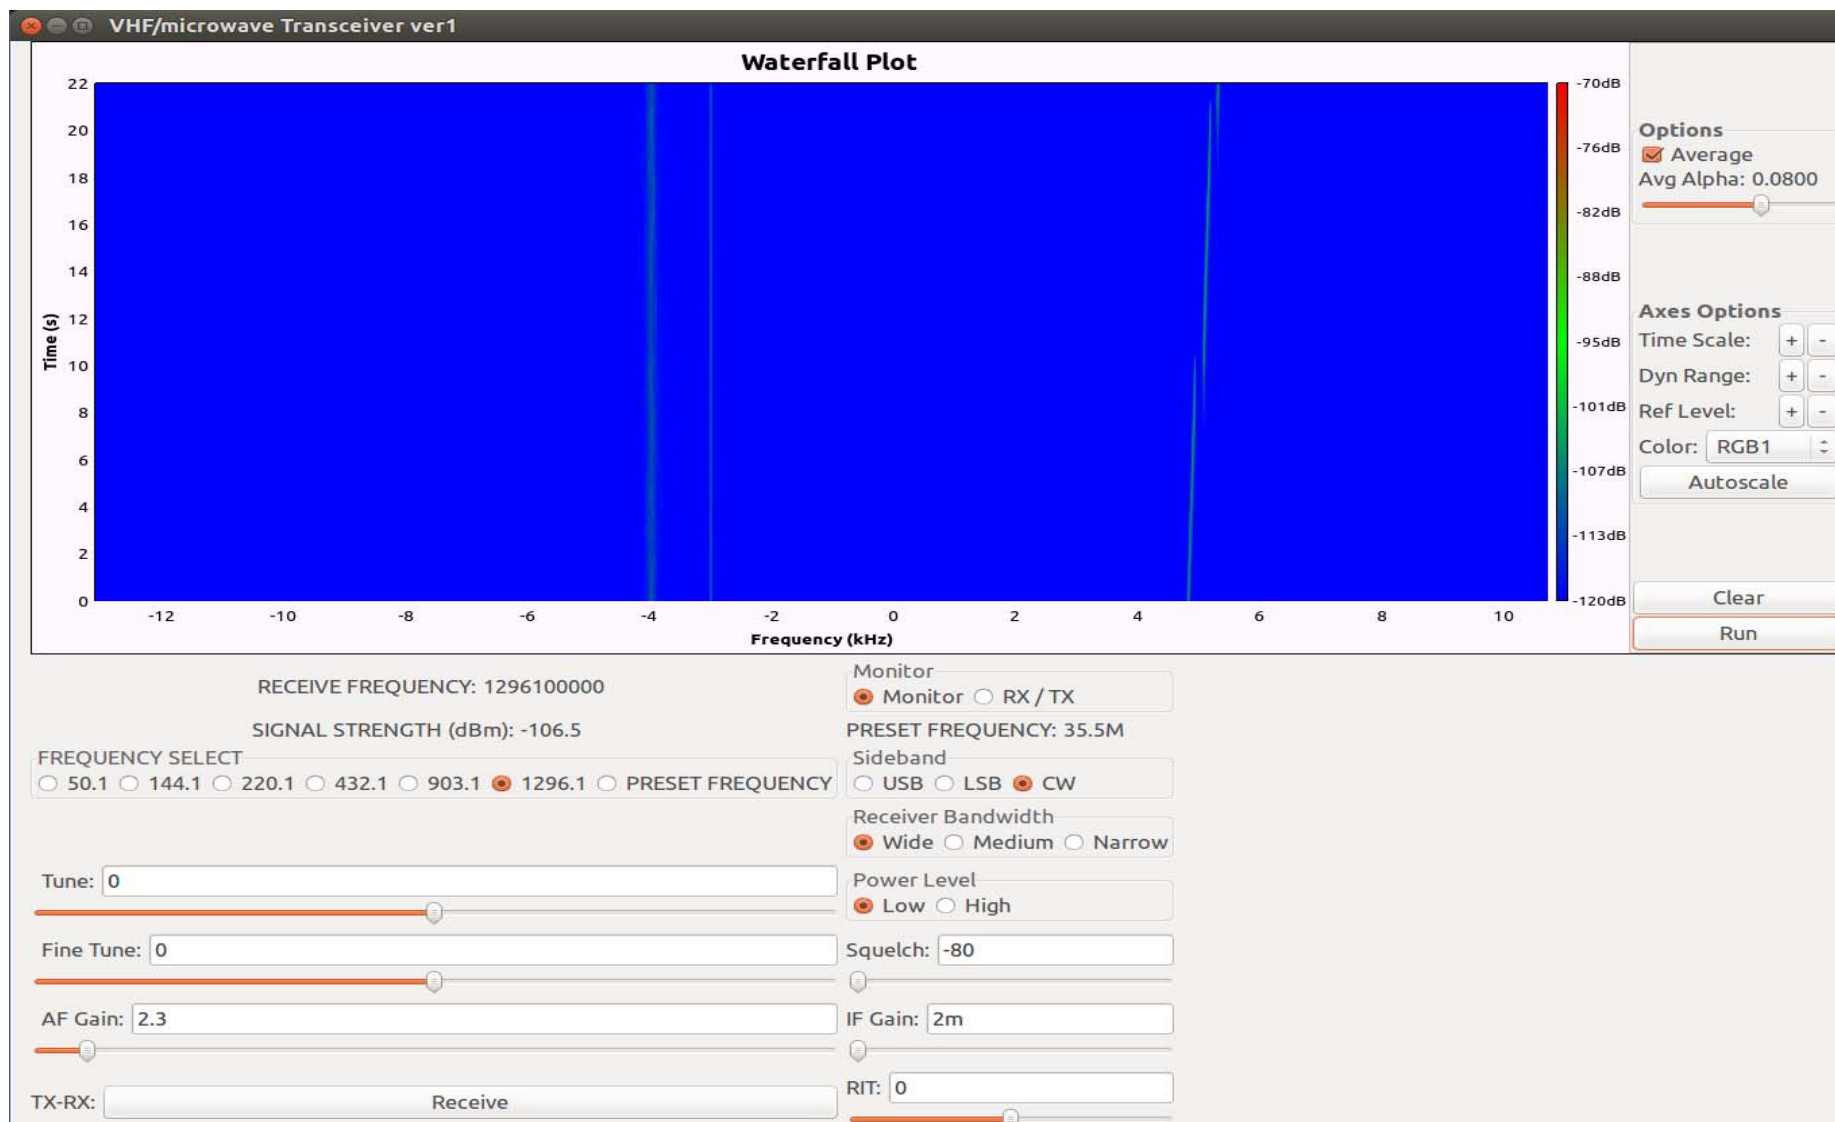 VHF/microwave Transceiver ver1
Waterfall Plot
22
20
18
16
14
12
10
8
6
4
2
0
Time (s)
-12 -10 -8 -6 -4 -2 0 2 4 6 8 10
Frequency (kHz)
-70dB
-76dB
-82dB
-88dB
-95dB
-101dB
-107dB
-113dB
-120dB
Options
Average
Avg Alpha: 0.0800
Axes Options
Time Scale: + -
Dyn Range: + -
Ref Level: + -
Color: RGB1
Autoscale
Clear
Run
RECEIVE FREQUENCY: 1296100000
SIGNAL STRENGTH (dBm): -106.5
FREQUENCY SELECT
50.1 144.1 220.1 432.1 903.1 1296.1 PRESET FREQUENCY
Tune: 0
Fine Tune: 0
AF Gain: 2.3
TX-RX: Receive
Monitor
Monitor RX / TX
PRESET FREQUENCY: 35.5M
Sideband
USB LSB CW
Receiver Bandwidth
Wide Medium Narrow
Power Level
Low High
Squelch: -80
IF Gain: 2m
RIT: 0